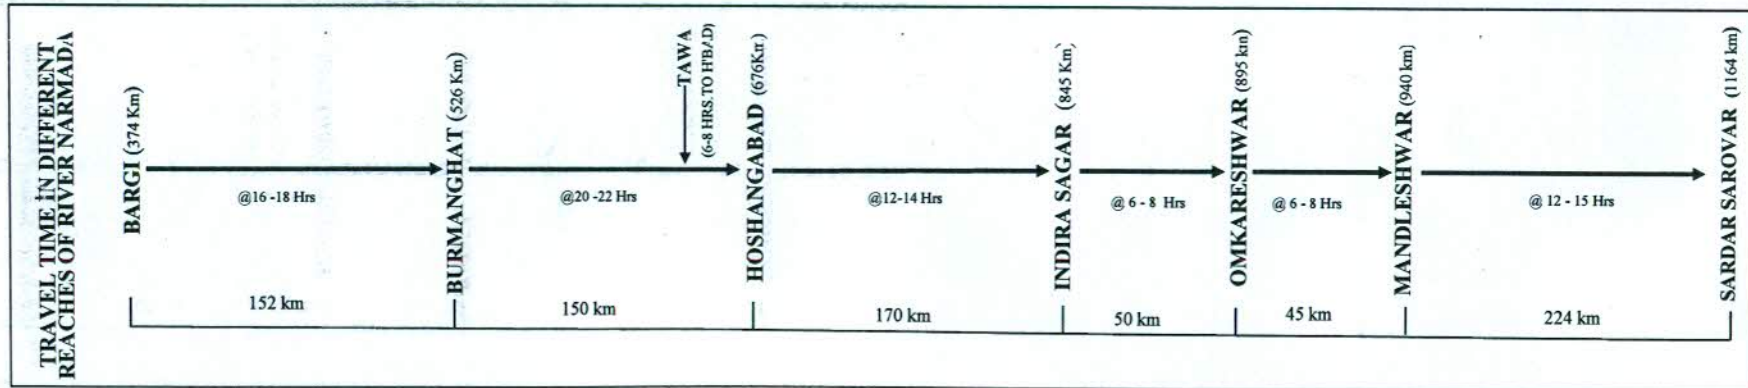 TRAVEL TIME IN DIFFERENT
REACHES OF RIVER NARMADA
BARGI (374 Km)
@16 -18 Hrs
BURMANGHAT (526 Km)
@20 -22 Hrs
TAWA
(6-8 HRS.TO H'BAD)
HOSHANGABAD (676Km)
@12-14 Hrs
INDIRA SAGAR (845 Km)
@ 6 - 8 Hrs
OMKARESHWAR (895 km)
@ 6 - 8 Hrs
MANDLESHWAR (940 km)
@ 12 - 15 Hrs
SARDAR SAROVAR (1164 km)
152 km
150 km
170 km
50 km
45 km
224 km